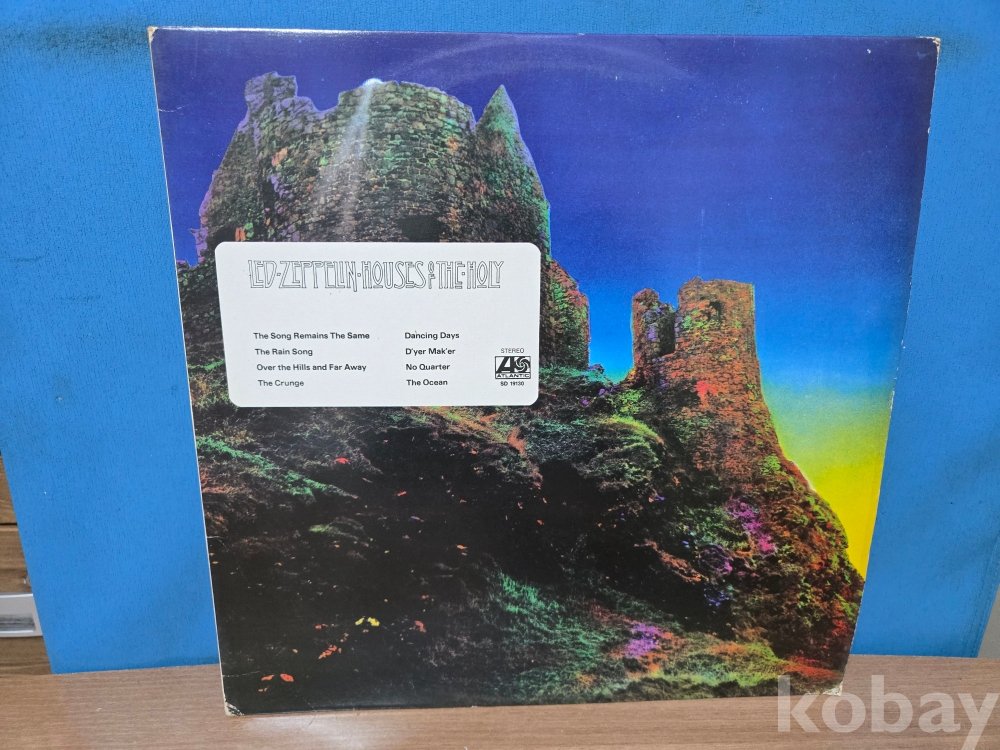 LED·ZEPPELIN·HOUSES OF THE·HOLY
The Song Remains The Same
The Rain Song
Over the Hills and Far Away
The Crunge
Dancing Days
D'yer Mak'er
No Quarter
The Ocean
STEREO
ATLANTIC
SD 19130
kobay